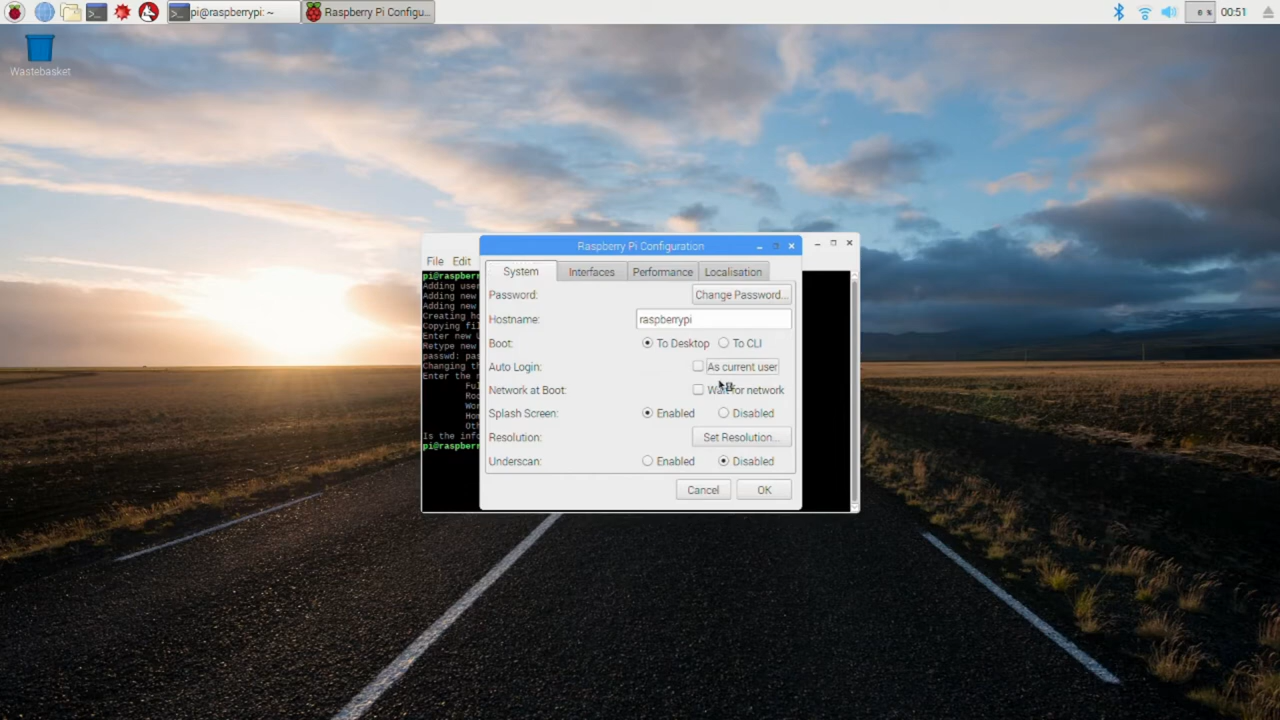 pi@raspberrypi: ~
Raspberry Pi Configu...
0 %
00:51
Wastebasket
Raspberry Pi Configuration
File Edit
System Interfaces Performance Localisation
Password: Change Password...
Hostname: raspberrypi
Boot: To Desktop To CLI
Auto Login: As current user
Network at Boot: Wait for network
Splash Screen: Enabled Disabled
Resolution: Set Resolution...
Underscan: Enabled Disabled
Cancel OK
pi@raspberr
Adding user
Adding new
Adding new
Creating ho
Copying fil
Enter new
Retype new
passwd: pas
Changing th
Enter the n
Ful
Roo
Wor
Hom
Oth
Is the info
pi@raspberr